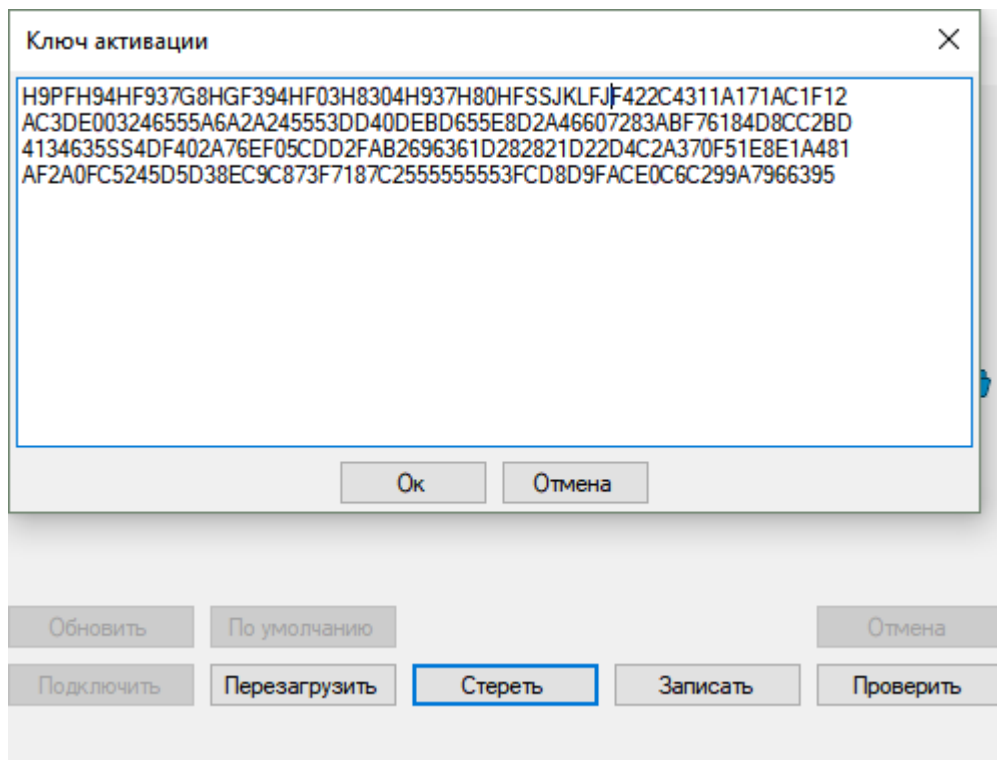 Ключ активации
H9PFH94HF937G8HGF394HF03H8304H937H80HFSSJKLFJF422C4311A171AC1F12
AC3DE003246555A6A2A245553DD40DEBD655E8D2A46607283ABF76184D8CC2BD
4134635SS4DF402A76EF05CDD2FAB2696361D282821D22D4C2A370F51E8E1A481
AF2A0FC5245D5D38EC9C873F7187C2555555553FCD8D9FACE0C6C299A7966395
Ок Отмена
Обновить По умолчанию Отмена
Подключить Перезагрузить Стереть Записать Проверить